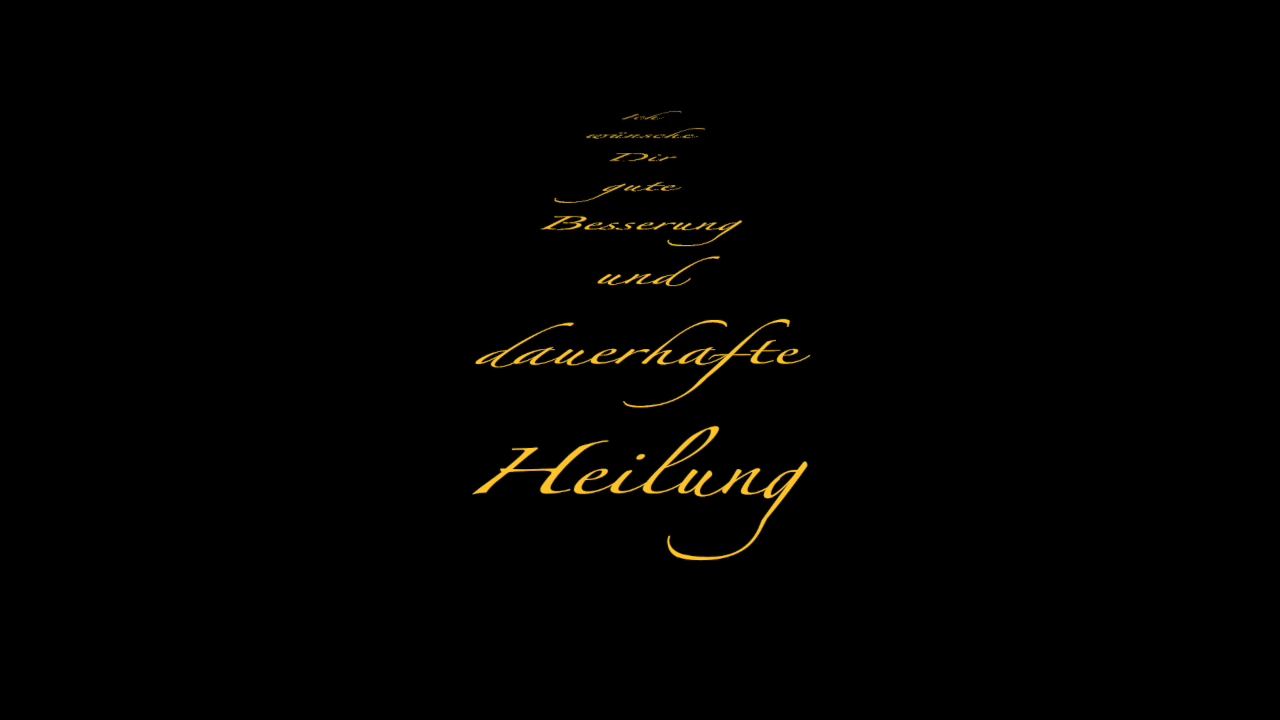 Ich
wünsche
Dir
gute
Besserung
und
dauerhafte
Heilung